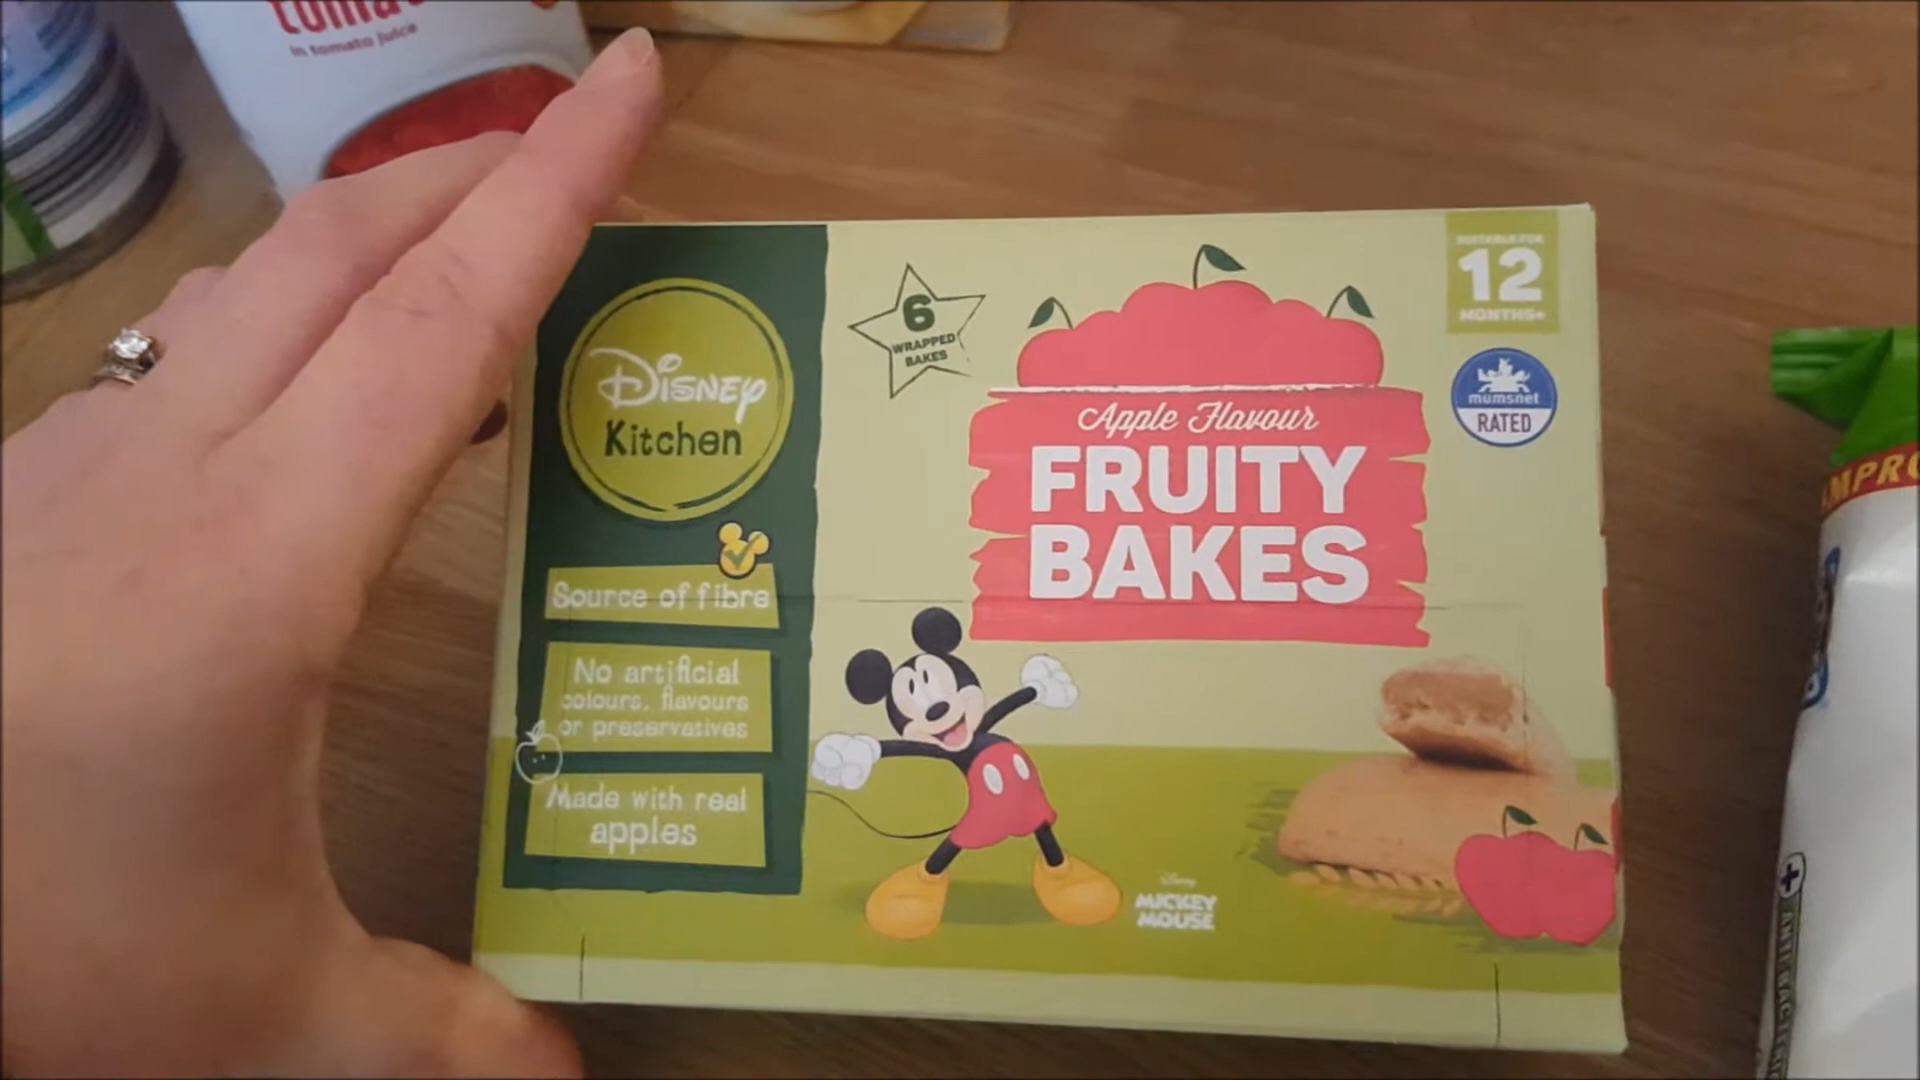 in tomato juice
Disney
Kitchen
Source of fibre
No artificial
colours, flavours
or preservatives
Made with real
apples
6
WRAPPED
BAKES
Apple Flavour
FRUITY
BAKES
Disney
MICKEY
MOUSE
SUITABLE FOR
12
MONTHS+
mumsnet
RATED